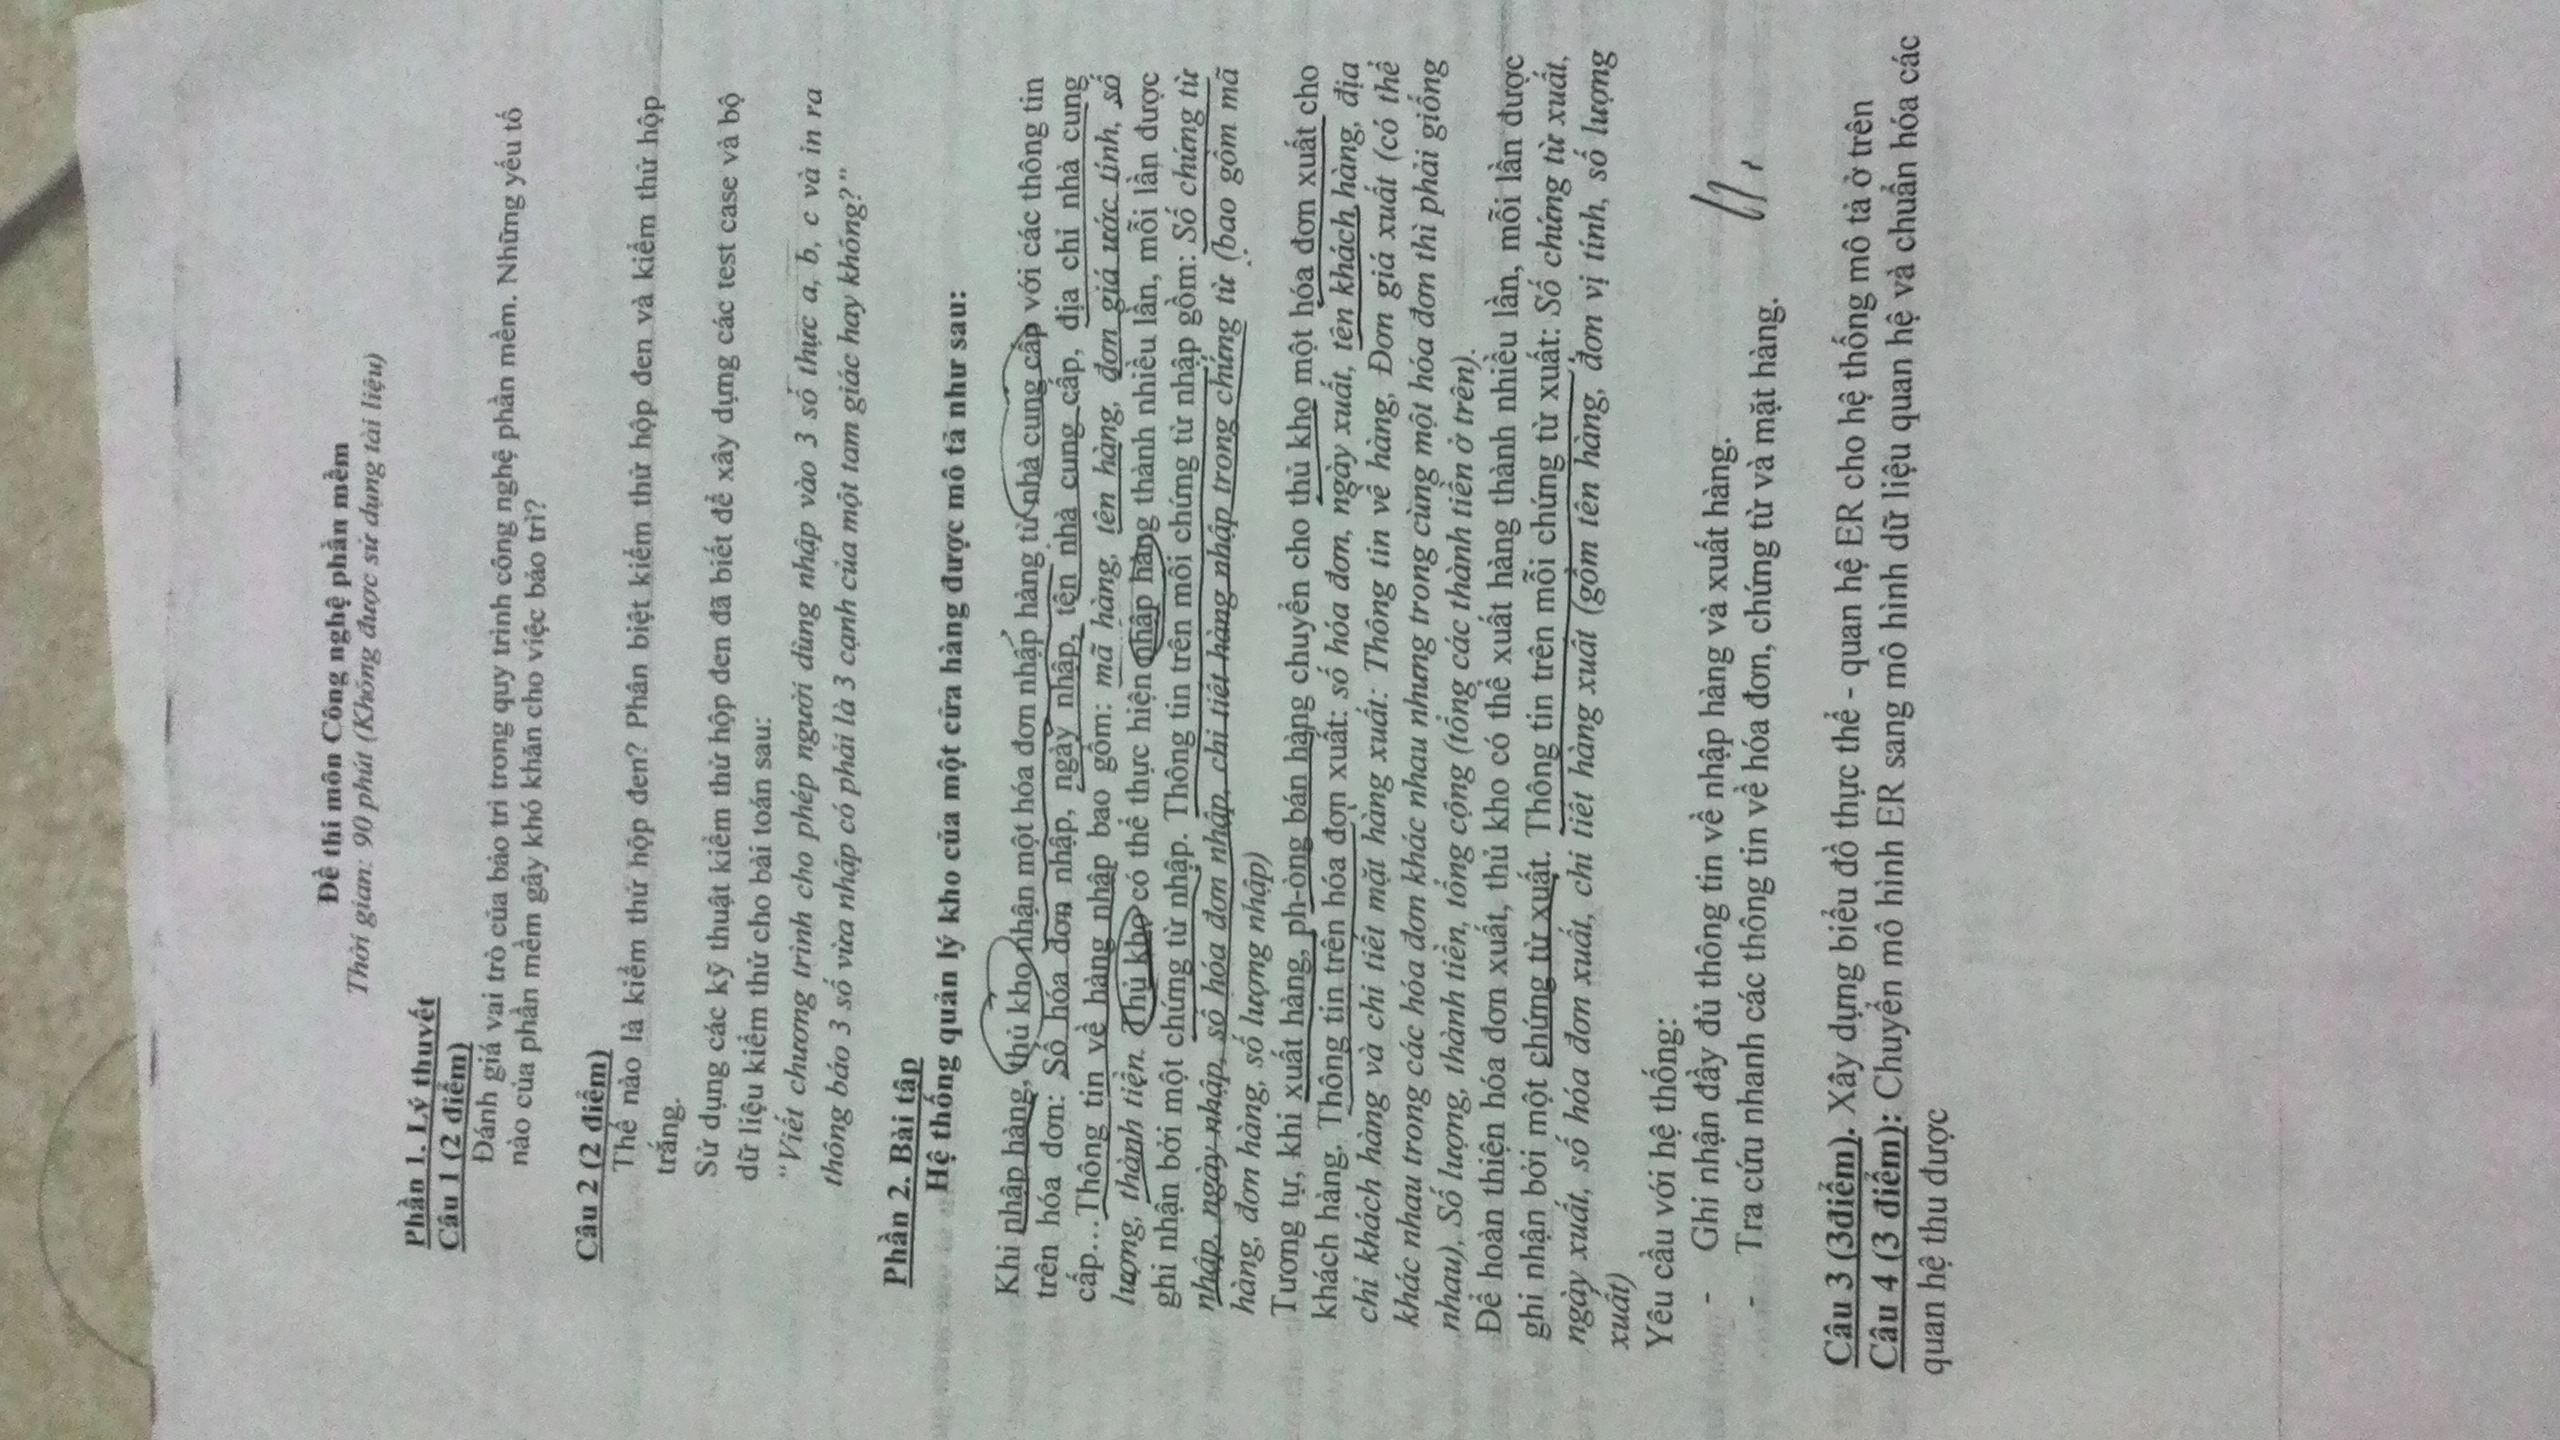 Đề thi môn Công nghệ phần mềm
Thời gian: 90 phút (Không được sử dụng tài liệu)
Phần 1. Lý thuyết
Câu 1 (2 điểm)
Đánh giá vai trò của bảo trì trong quy trình công nghệ phần mềm. Những yếu tố
nào của phần mềm gây khó khăn cho việc bảo trì?
Câu 2 (2 điểm)
Thế nào là kiểm thử hộp đen? Phân biệt kiểm thử hộp đen và kiểm thử hộp
trắng.
Sử dụng các kỹ thuật kiểm thử hộp đen đã biết để xây dựng các test case và bộ
dữ liệu kiểm thử cho bài toán sau:
“Viết chương trình cho phép người dùng nhập vào 3 số thực a, b, c và in ra
thông báo 3 số vừa nhập có phải là 3 cạnh của một tam giác hay không?”
Phần 2. Bài tập
Hệ thống quản lý kho của một cửa hàng được mô tả như sau:
Khi nhập hàng, thủ kho nhận một hóa đơn nhập hàng từ nhà cung cấp với các thông tin
trên hóa đơn: Số hóa đơn nhập, ngày nhập, tên nhà cung cấp, địa chỉ nhà cung
cấp…Thông tin về hàng nhập bao gồm: mã hàng, tên hàng, đơn giá ước tính, số
lượng, thành tiền. Thủ kho có thể thực hiện nhập hàng thành nhiều lần, mỗi lần được
ghi nhận bởi một chứng từ nhập. Thông tin trên mỗi chứng từ nhập gồm: Số chứng từ
nhập, ngày nhập, số hóa đơn nhập, chi tiết hàng nhập trong chứng từ (bao gồm mã
hàng, đơn hàng, số lượng nhập)
Tương tự, khi xuất hàng, ph-òng bán hàng chuyển cho thủ kho một hóa đơn xuất cho
khách hàng. Thông tin trên hóa đơn xuất: số hóa đơn, ngày xuất, tên khách hàng, địa
chỉ khách hàng và chi tiết mặt hàng xuất: Thông tin về hàng, Đơn giá xuất (có thể
khác nhau trong các hóa đơn khác nhau nhưng trong cùng một hóa đơn thì phải giống
nhau), Số lượng, thành tiền, tổng cộng (tổng các thành tiền ở trên).
Để hoàn thiện hóa đơn xuất, thủ kho có thể xuất hàng thành nhiều lần, mỗi lần được
ghi nhận bởi một chứng từ xuất. Thông tin trên mỗi chứng từ xuất: Số chứng từ xuất,
ngày xuất, số hóa đơn xuất, chi tiết hàng xuất (gồm tên hàng, đơn vị tính, số lượng
xuất)
Yêu cầu với hệ thống:
- Ghi nhận đầy đủ thông tin về nhập hàng và xuất hàng.
- Tra cứu nhanh các thông tin về hóa đơn, chứng từ và mặt hàng.
Câu 3 (3điểm). Xây dựng biểu đồ thực thể - quan hệ ER cho hệ thống mô tả ở trên
Câu 4 (3 điểm): Chuyển mô hình ER sang mô hình dữ liệu quan hệ và chuẩn hóa các
quan hệ thu được